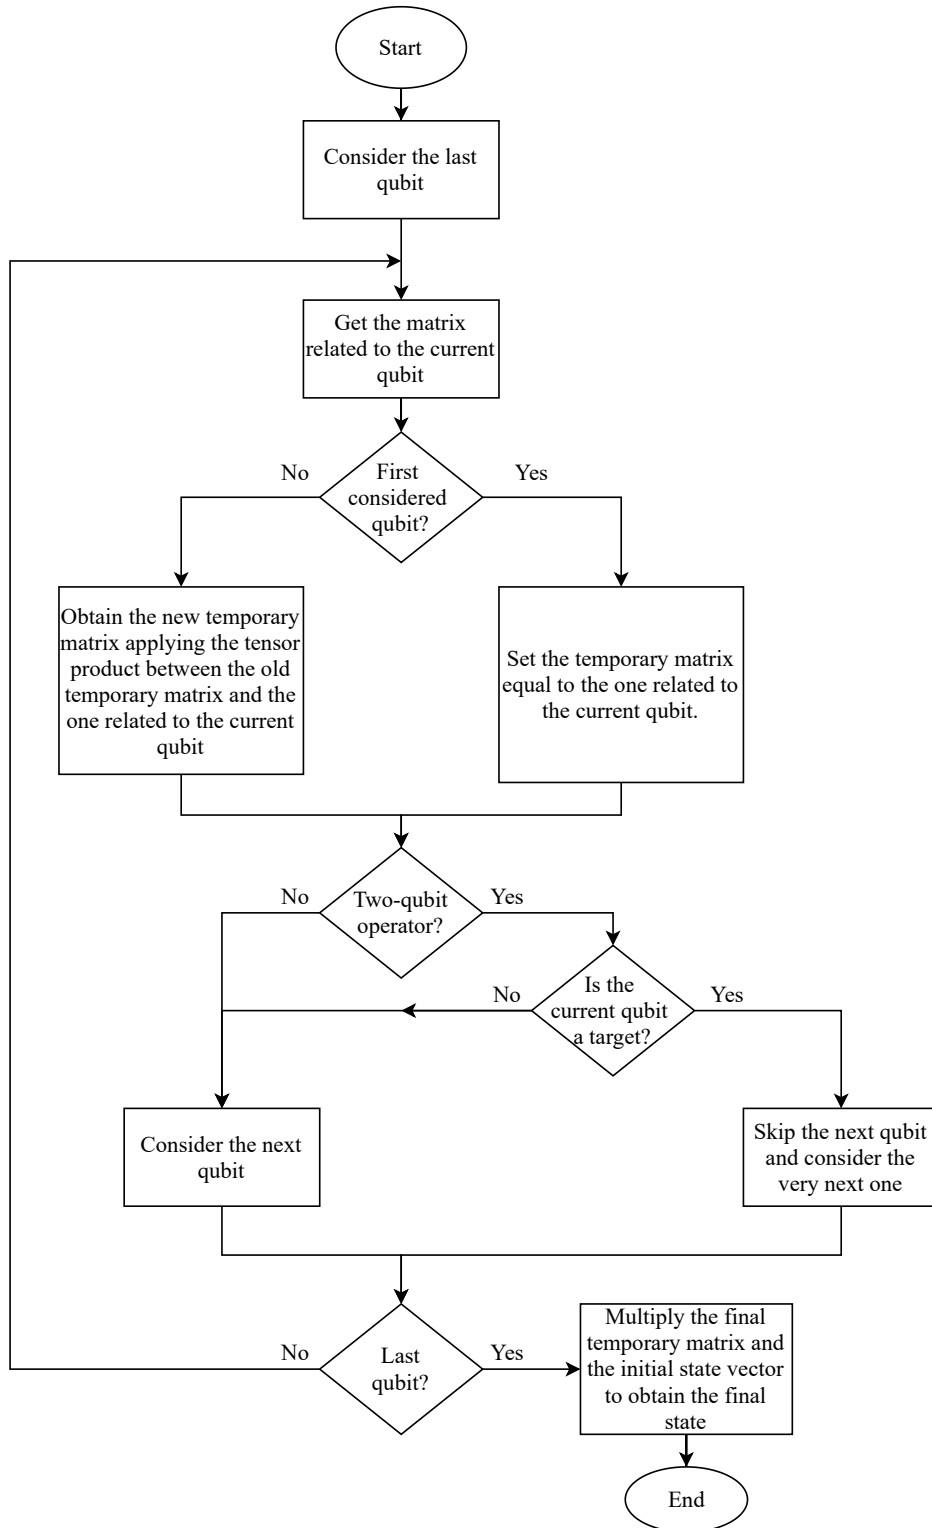 Start
Consider the last
qubit
Get the matrix
related to the current
qubit
No
First
considered
qubit?
Yes
Obtain the new temporary
matrix applying the tensor
product between the old
temporary matrix and the
one related to the current
qubit
Set the temporary matrix
equal to the one related to
the current qubit.
No
Two-qubit
operator?
Yes
No
Is the
current qubit
a target?
Yes
Consider the next
qubit
Skip the next qubit
and consider the
very next one
No
Last
qubit?
Yes
Multiply the final
temporary matrix and
the initial state vector
to obtain the final
state
End